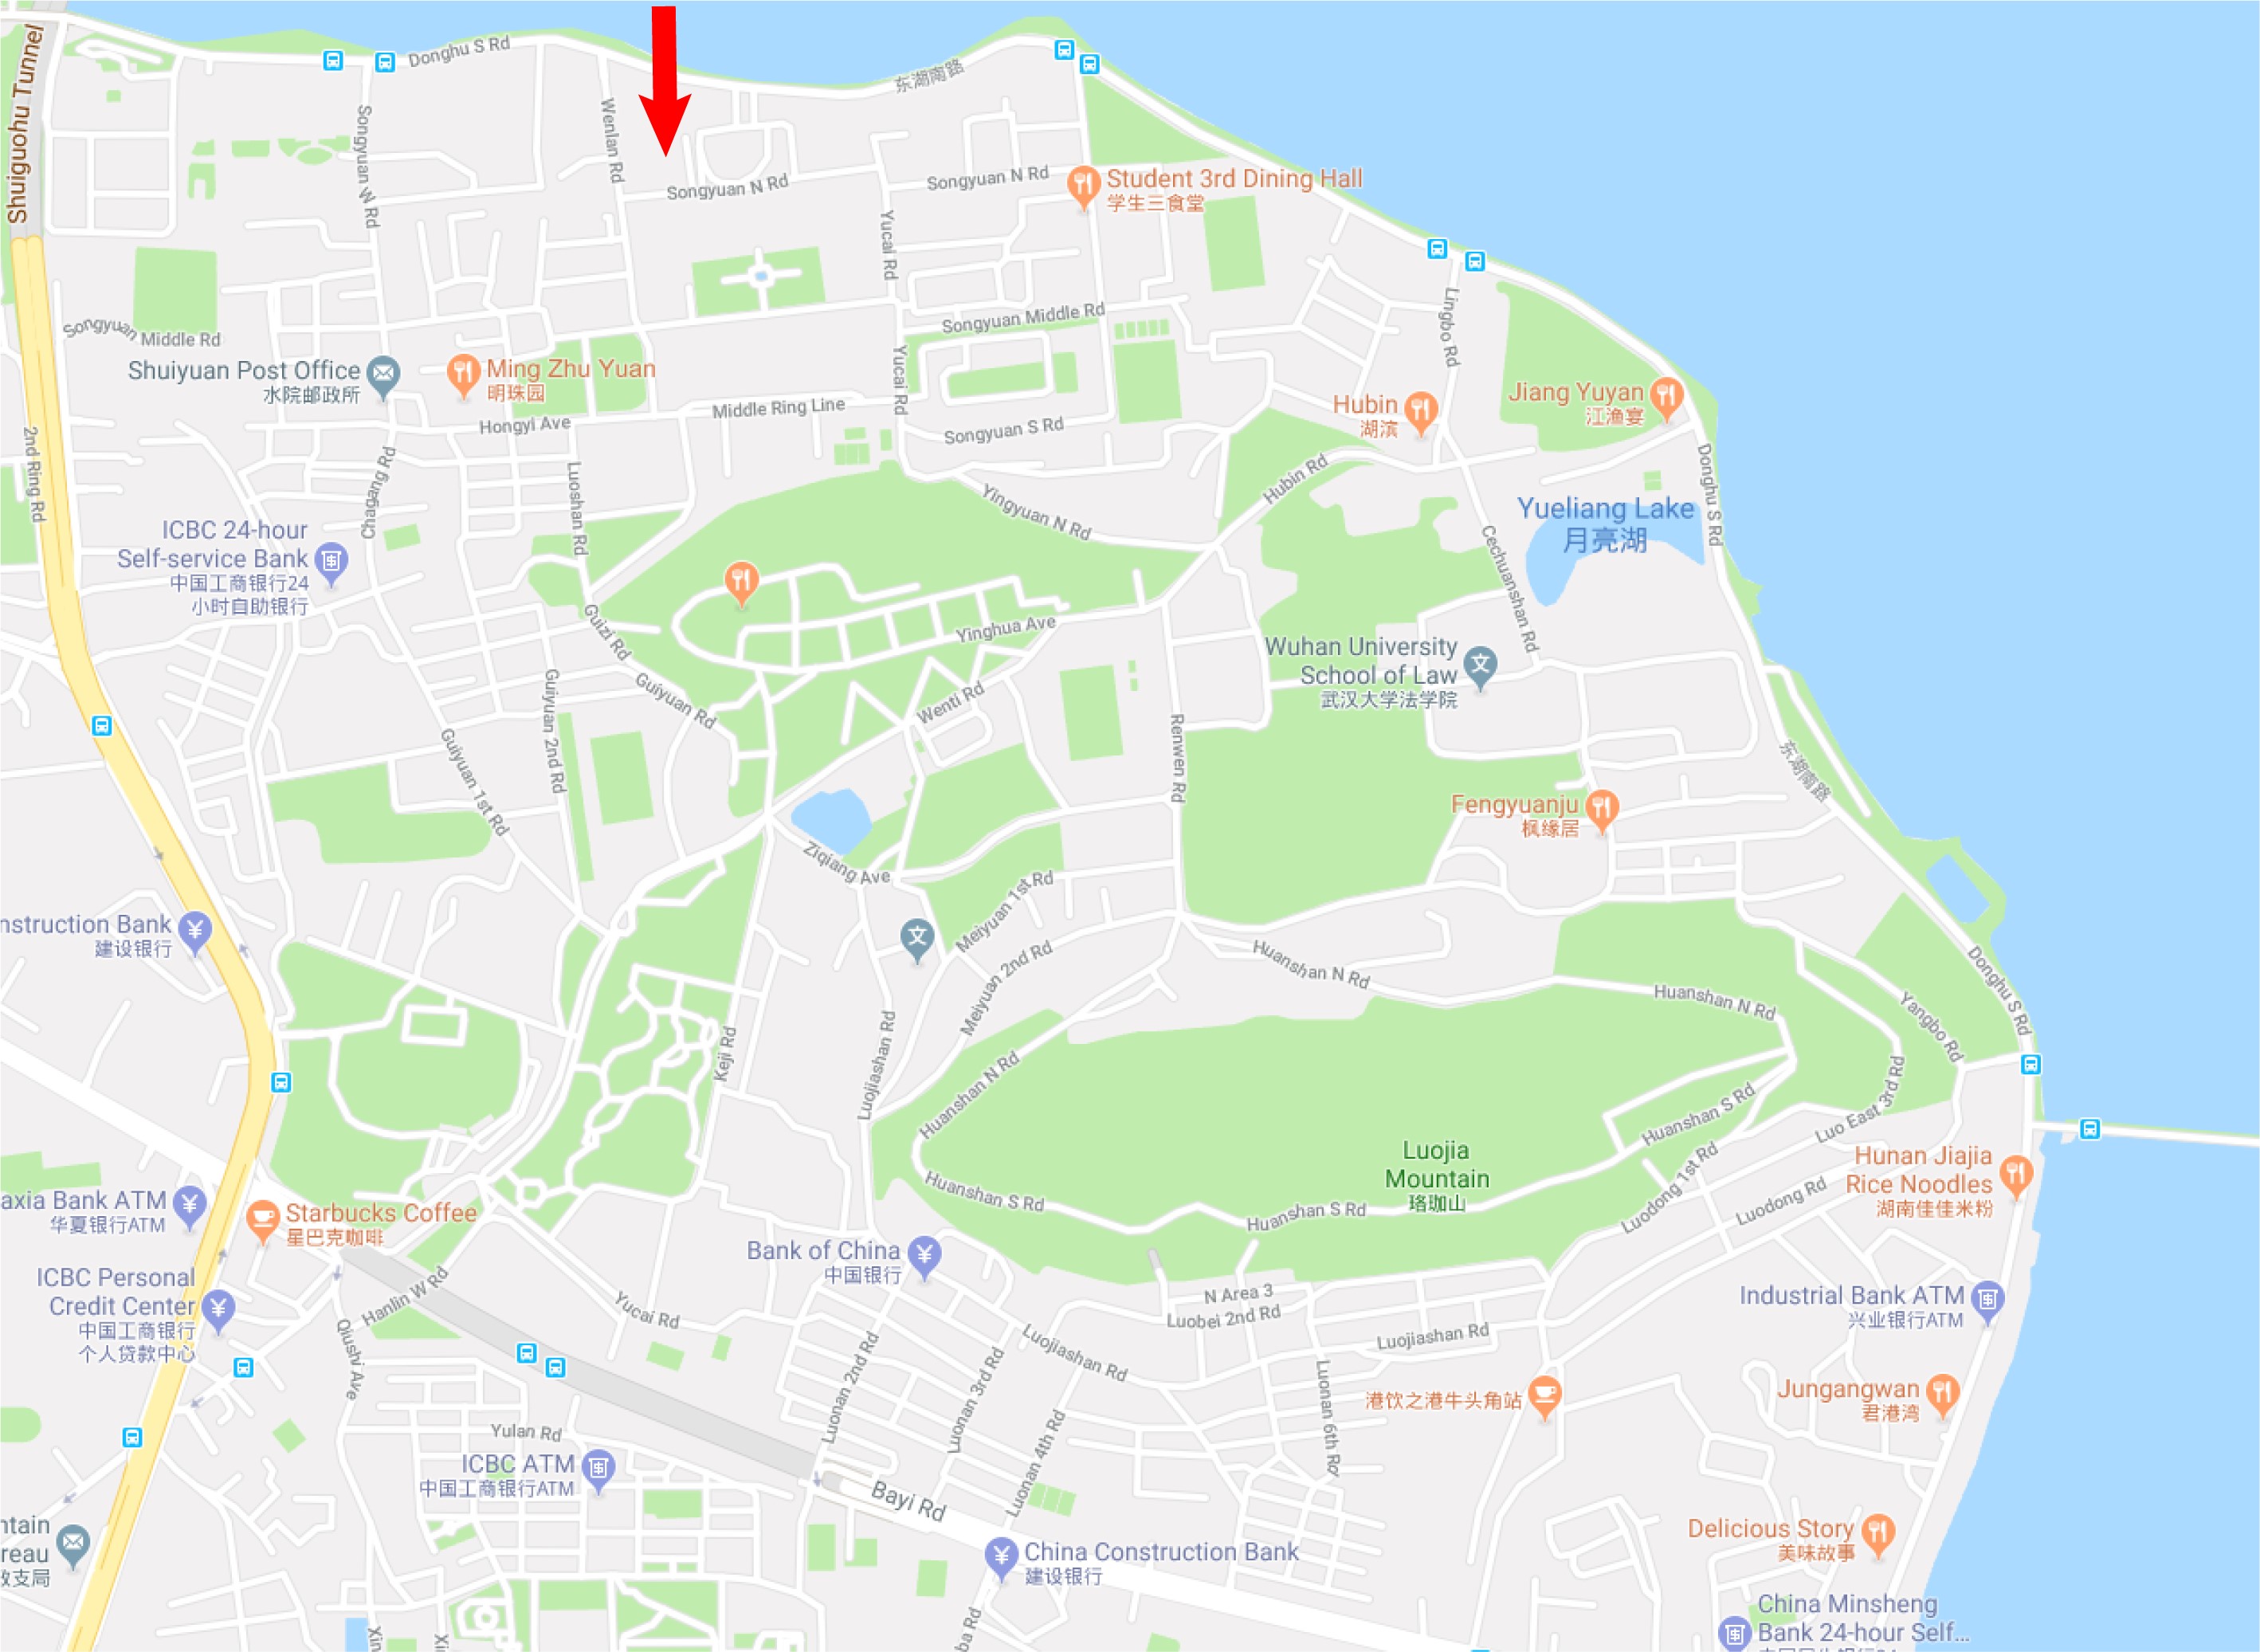 Shuiguohu Tunnel
Donghu S Rd
东湖南路
Songyuan W Rd
Wenlan Rd
Songyuan N Rd
Songyuan N Rd
Yucai Rd
Student 3rd Dining Hall
学生三食堂
Songyuan
Middle Rd
Songyuan Middle Rd
Lingbo Rd
Shuiyuan Post Office
水院邮政所
Ming Zhu Yuan
明珠园
Yucai Rd
Middle Ring Line
Hongyi Ave
Songyuan S Rd
Hubin
湖滨
Jiang Yuyan
江渔宴
2nd Ring Rd
Chagang Rd
Luoshan Rd
Yingyuan N Rd
Hubin Rd
Donghu S Rd
Yueliang Lake
月亮湖
Cechuanshan Rd
ICBC 24-hour
Self-service Bank
中国工商银行24
小时自助银行
Guizi Rd
Yinghua Ave
Wuhan University
School of Law
武汉大学法学院
Guiyuan Rd
Guiyuan 2nd Rd
Guiyuan 1st Rd
Wenti Rd
Renwen Rd
东湖南路
Fengyuanju
枫缘居
Ziqiang Ave
Meiyuan 1st Rd
Meiyuan 2nd Rd
nstruction Bank
建设银行
Huanshan N Rd
Huanshan N Rd
Donghu S Rd
Yangbo Rd
Keji Rd
Luojiashan Rd
Huanshan N Rd
Huanshan S Rd
Luo East 3rd Rd
Luojia
Mountain
珞珈山
Hunan Jiajia
Rice Noodles
湖南佳佳米粉
Luodong 1st Rd
Luodong Rd
Huanshan S Rd
Huanshan S Rd
axia Bank ATM
华夏银行ATM
Starbucks Coffee
星巴克咖啡
Bank of China
中国银行
ICBC Personal
Credit Center
中国工商银行
个人贷款中心
Hanlin W Rd
Qiushi Ave
Yucai Rd
N Area 3
Luobei 2nd Rd
Luojiashan Rd
Luojiashan Rd
Industrial Bank ATM
兴业银行ATM
Luonan 2nd Rd
Luonan 3rd Rd
Luonan 4th Rd
Luonan 6th Rd
港饮之港牛头角站
Jungangwan
君港湾
Yulan Rd
ICBC ATM
中国工商银行ATM
Bayi Rd
ntain
reau
政支局
China Construction Bank
建设银行
Delicious Story
美味故事
China Minsheng
Bank 24-hour Self...
ba Rd
Xin
Xi